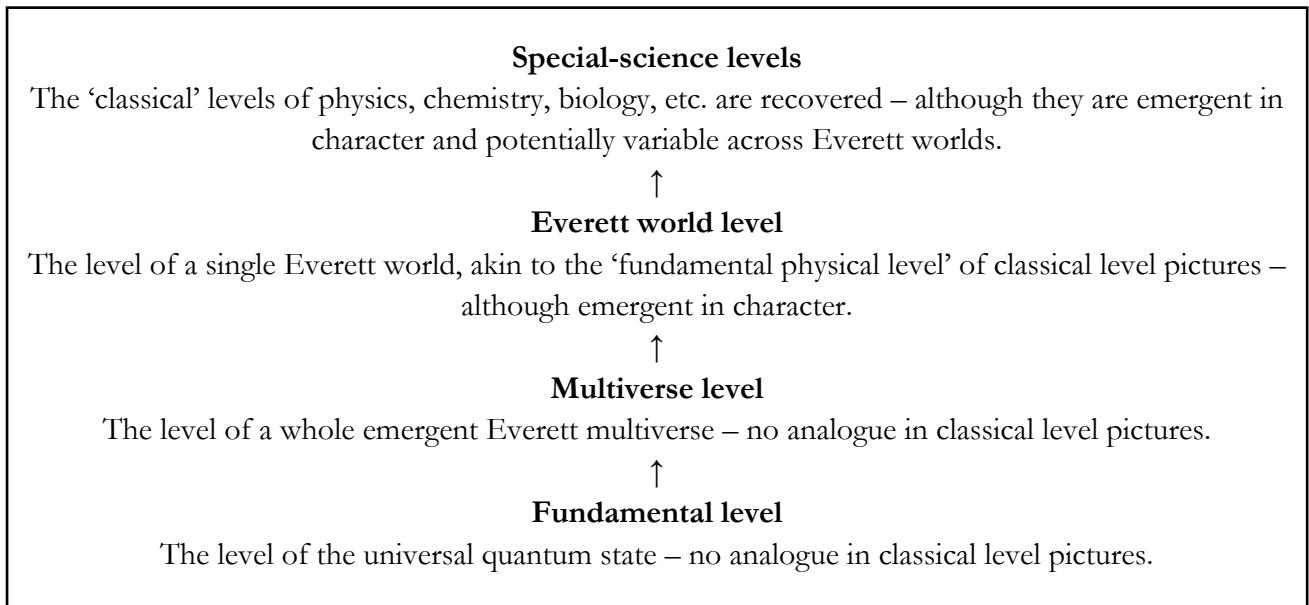 Special-science levels
The ‘classical’ levels of physics, chemistry, biology, etc. are recovered – although they are emergent in
character and potentially variable across Everett worlds.
↑
Everett world level
The level of a single Everett world, akin to the ‘fundamental physical level’ of classical level pictures –
although emergent in character.
↑
Multiverse level
The level of a whole emergent Everett multiverse – no analogue in classical level pictures.
↑
Fundamental level
The level of the universal quantum state – no analogue in classical level pictures.